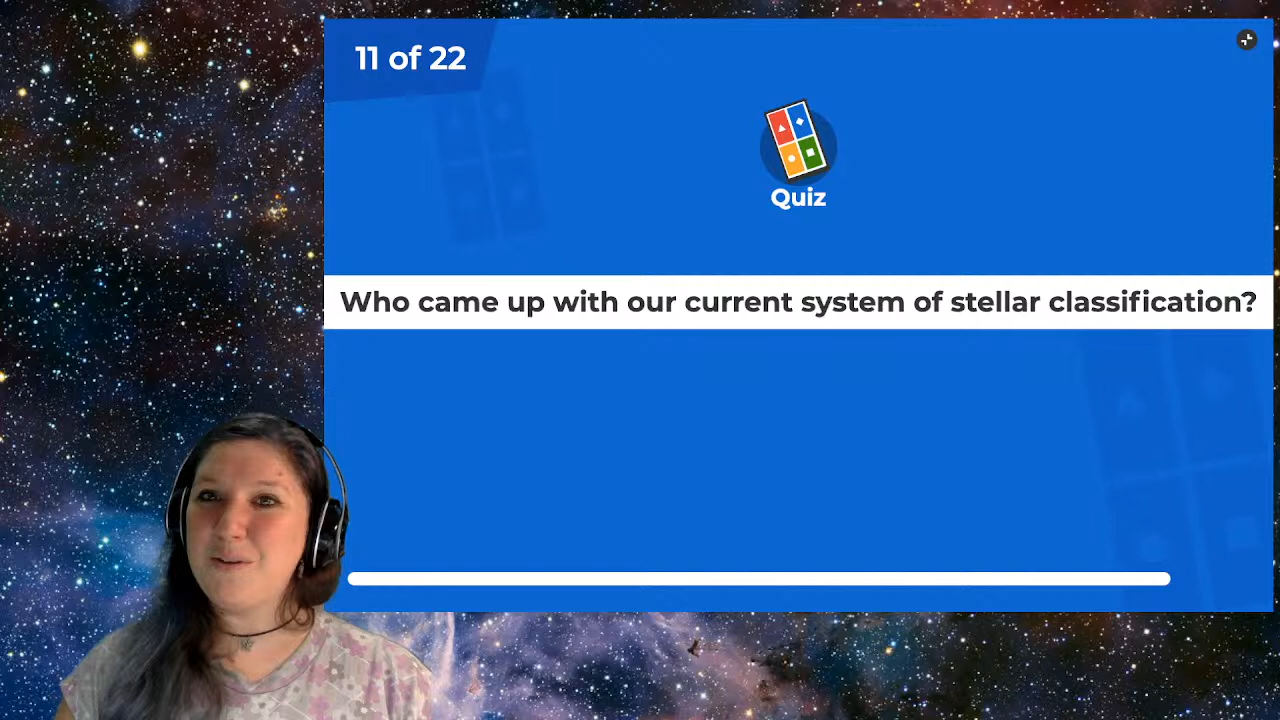 11 of 22
Quiz
Who came up with our current system of stellar classification?